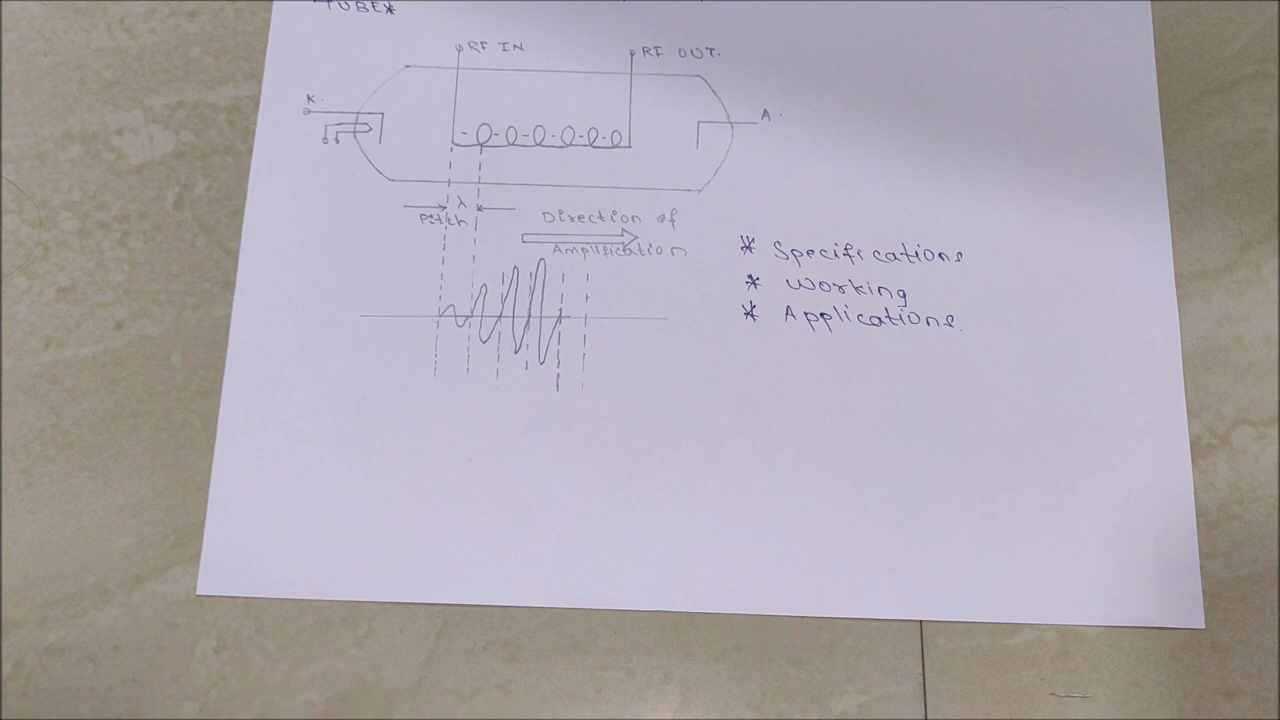 TUBE*
RF IN
RF OUT.
K.
A.
λ
Pitch
Direction of
Amplification
* Specifications
* Working
* Applications.